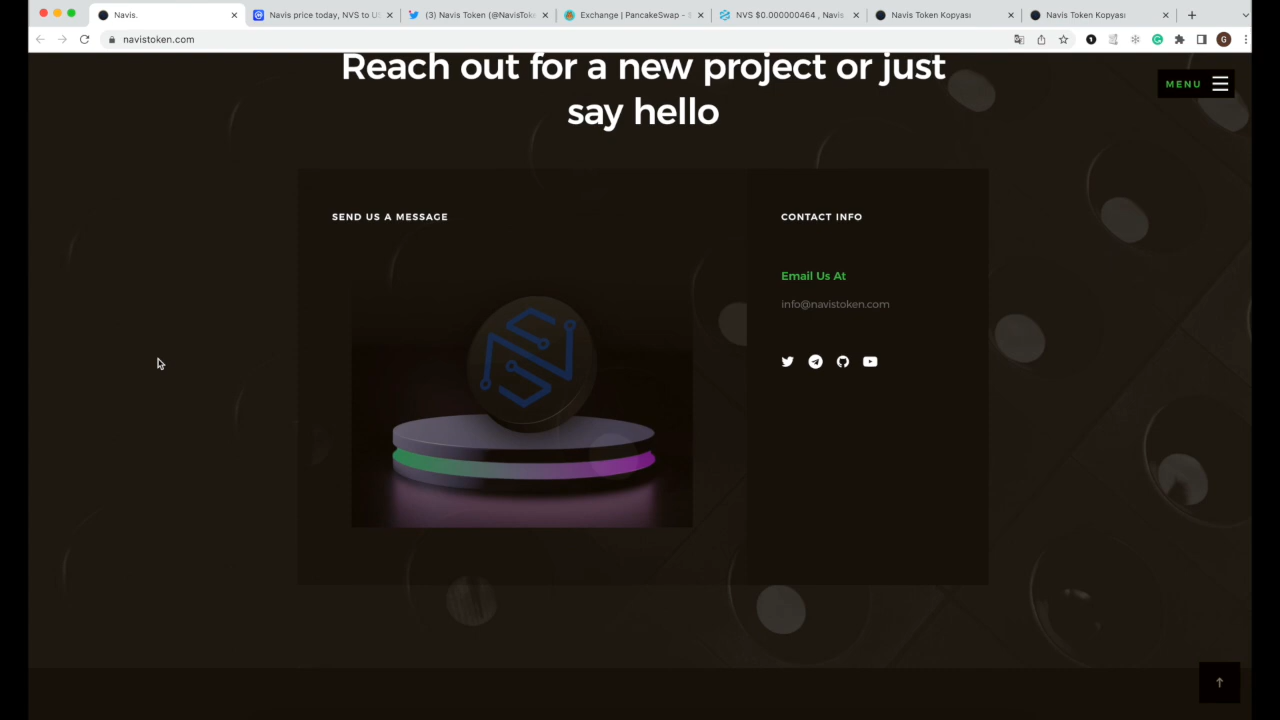 Navis.
Navis price today, NVS to U
(3) Navis Token (@NavisToke
Exchange | PancakeSwap - $
NVS $0.000000464 , Navis
Navis Token Kopyası
Navis Token Kopyası
navistoken.com
G
Reach out for a new project or just
say hello
MENU
SEND US A MESSAGE
CONTACT INFO
Email Us At
info@navistoken.com